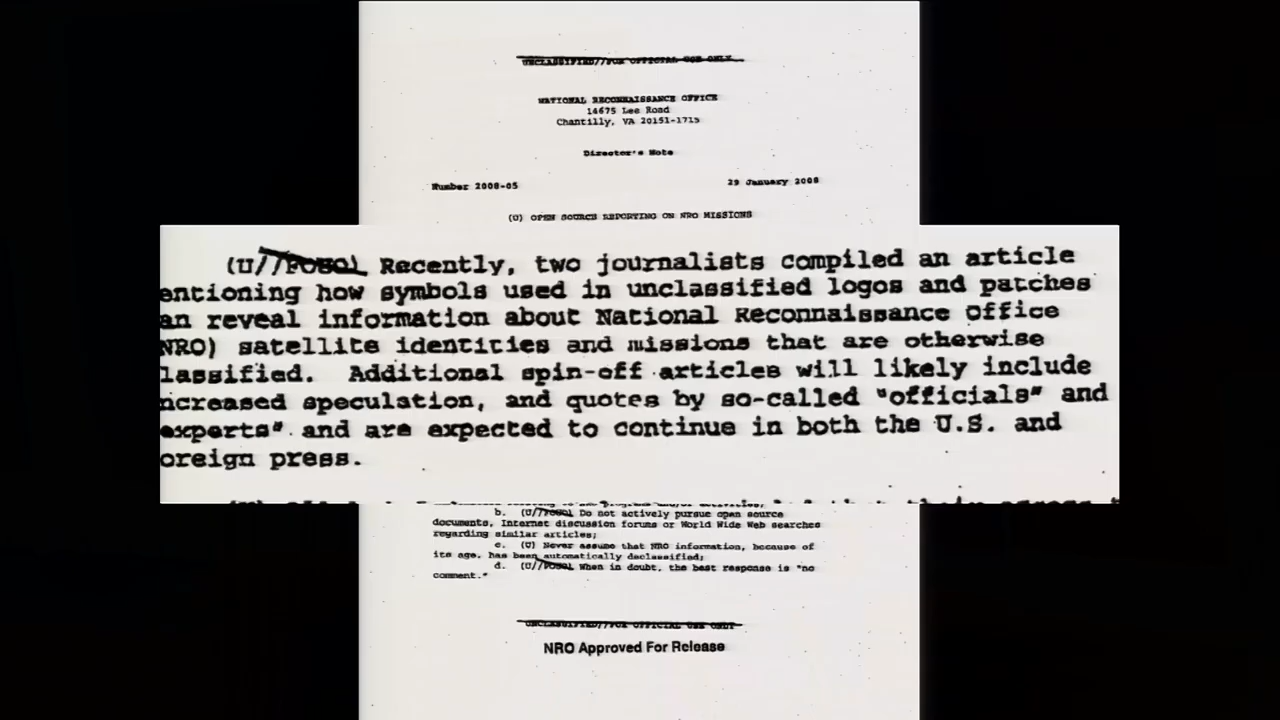 UNCLASSIFIED//FOR OFFICIAL USE ONLY
NATIONAL RECONNAISSANCE OFFICE
14675 Lee Road
Chantilly, VA 20151-1715
Director's Note
Number 2008-05
29 January 2008
(U) OPEN SOURCE REPORTING ON NRO MISSIONS
(U//FOUO) Recently, two journalists compiled an article
entioning how symbols used in unclassified logos and patches
an reveal information about National Reconnaissance Office
NRO) satellite identities and missions that are otherwise
lassified. Additional spin-off articles will likely include
ncreased speculation, and quotes by so-called "officials" and
experts" and are expected to continue in both the U.S. and
oreign press.
b. (U//FOUO) Do not actively pursue open source
documents, Internet discussion forums or World Wide Web searches
regarding similar articles;
c. (U) Never assume that NRO information, because of
its age, has been automatically declassified;
d. (U//FOUO) When in doubt, the best response is "no
comment."
UNCLASSIFIED//FOR OFFICIAL USE ONLY
NRO Approved For Release